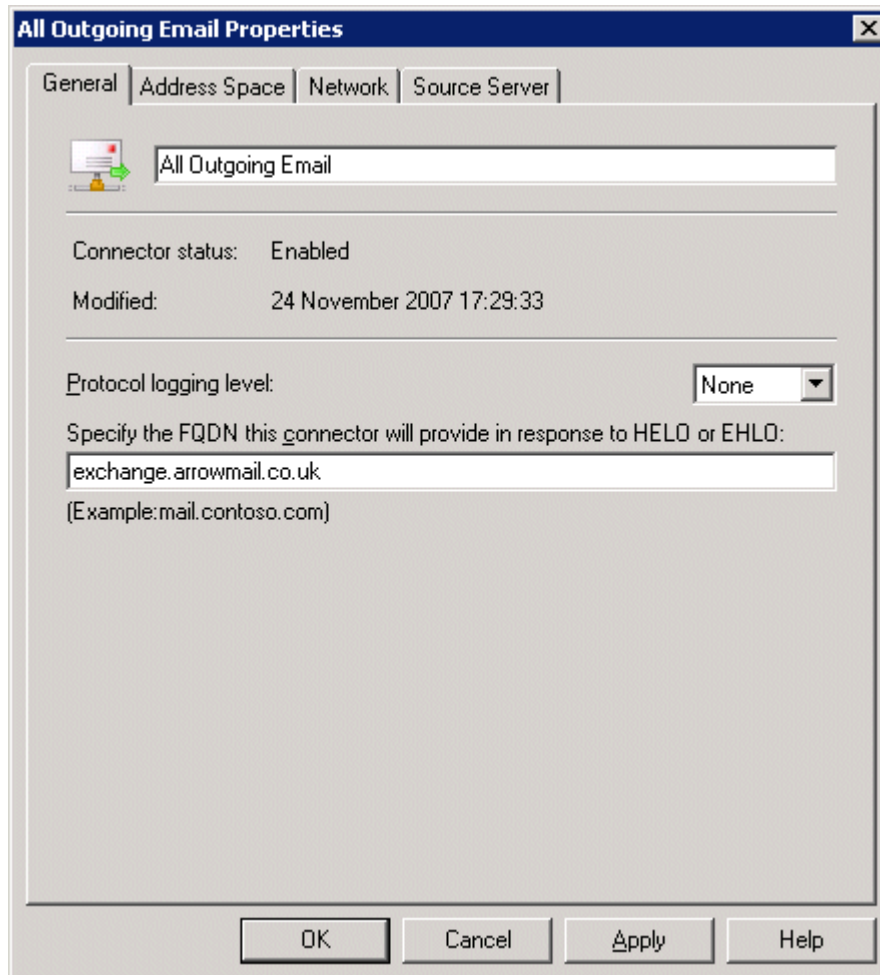 All Outgoing Email Properties
General Address Space Network Source Server
All Outgoing Email
Connector status: Enabled
Modified: 24 November 2007 17:29:33
Protocol logging level: None
Specify the FQDN this connector will provide in response to HELO or EHLO:
exchange.arrowmail.co.uk
(Example:mail.contoso.com)
OK Cancel Apply Help